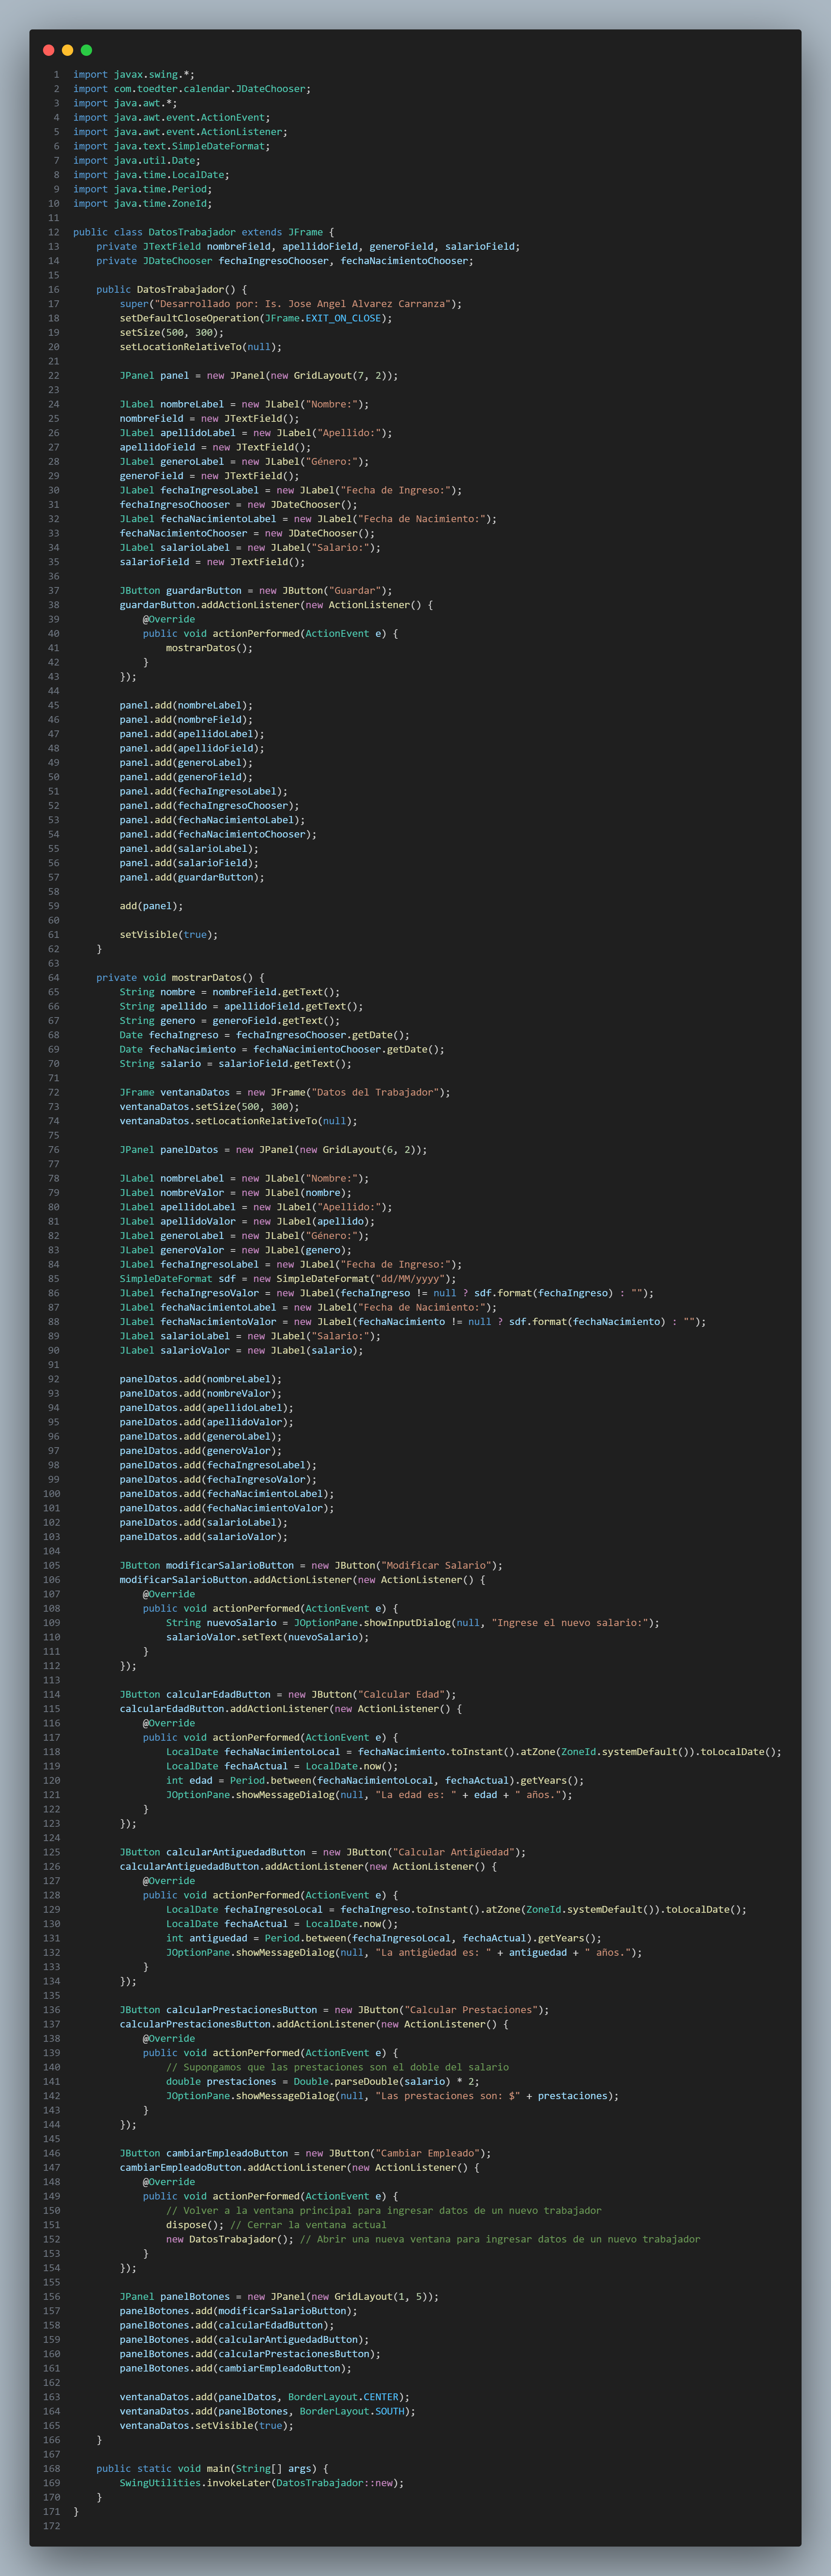 1 import javax.swing.*;
2 import com.toedter.calendar.JDateChooser;
3 import java.awt.*;
4 import java.awt.event.ActionEvent;
5 import java.awt.event.ActionListener;
6 import java.text.SimpleDateFormat;
7 import java.util.Date;
8 import java.time.LocalDate;
9 import java.time.Period;
10 import java.time.ZoneId;
11
12 public class DatosTrabajador extends JFrame {
13     private JTextField nombreField, apellidoField, generoField, salarioField;
14     private JDateChooser fechaIngresoChooser, fechaNacimientoChooser;
15
16     public DatosTrabajador() {
17         super("Desarrollado por: Is. Jose Angel Alvarez Carranza");
18         setDefaultCloseOperation(JFrame.EXIT_ON_CLOSE);
19         setSize(500, 300);
20         setLocationRelativeTo(null);
21
22         JPanel panel = new JPanel(new GridLayout(7, 2));
23
24         JLabel nombreLabel = new JLabel("Nombre:");
25         nombreField = new JTextField();
26         JLabel apellidoLabel = new JLabel("Apellido:");
27         apellidoField = new JTextField();
28         JLabel generoLabel = new JLabel("Género:");
29         generoField = new JTextField();
30         JLabel fechaIngresoLabel = new JLabel("Fecha de Ingreso:");
31         fechaIngresoChooser = new JDateChooser();
32         JLabel fechaNacimientoLabel = new JLabel("Fecha de Nacimiento:");
33         fechaNacimientoChooser = new JDateChooser();
34         JLabel salarioLabel = new JLabel("Salario:");
35         salarioField = new JTextField();
36
37         JButton guardarButton = new JButton("Guardar");
38         guardarButton.addActionListener(new ActionListener() {
39             @Override
40             public void actionPerformed(ActionEvent e) {
41                 mostrarDatos();
42             }
43         });
44
45         panel.add(nombreLabel);
46         panel.add(nombreField);
47         panel.add(apellidoLabel);
48         panel.add(apellidoField);
49         panel.add(generoLabel);
50         panel.add(generoField);
51         panel.add(fechaIngresoLabel);
52         panel.add(fechaIngresoChooser);
53         panel.add(fechaNacimientoLabel);
54         panel.add(fechaNacimientoChooser);
55         panel.add(salarioLabel);
56         panel.add(salarioField);
57         panel.add(guardarButton);
58
59         add(panel);
60
61         setVisible(true);
62     }
63
64     private void mostrarDatos() {
65         String nombre = nombreField.getText();
66         String apellido = apellidoField.getText();
67         String genero = generoField.getText();
68         Date fechaIngreso = fechaIngresoChooser.getDate();
69         Date fechaNacimiento = fechaNacimientoChooser.getDate();
70         String salario = salarioField.getText();
71
72         JFrame ventanaDatos = new JFrame("Datos del Trabajador");
73         ventanaDatos.setSize(500, 300);
74         ventanaDatos.setLocationRelativeTo(null);
75
76         JPanel panelDatos = new JPanel(new GridLayout(6, 2));
77
78         JLabel nombreLabel = new JLabel("Nombre:");
79         JLabel nombreValor = new JLabel(nombre);
80         JLabel apellidoLabel = new JLabel("Apellido:");
81         JLabel apellidoValor = new JLabel(apellido);
82         JLabel generoLabel = new JLabel("Género:");
83         JLabel generoValor = new JLabel(genero);
84         JLabel fechaIngresoLabel = new JLabel("Fecha de Ingreso:");
85         SimpleDateFormat sdf = new SimpleDateFormat("dd/MM/yyyy");
86         JLabel fechaIngresoValor = new JLabel(fechaIngreso != null ? sdf.format(fechaIngreso) : "");
87         JLabel fechaNacimientoLabel = new JLabel("Fecha de Nacimiento:");
88         JLabel fechaNacimientoValor = new JLabel(fechaNacimiento != null ? sdf.format(fechaNacimiento) : "");
89         JLabel salarioLabel = new JLabel("Salario:");
90         JLabel salarioValor = new JLabel(salario);
91
92         panelDatos.add(nombreLabel);
93         panelDatos.add(nombreValor);
94         panelDatos.add(apellidoLabel);
95         panelDatos.add(apellidoValor);
96         panelDatos.add(generoLabel);
97         panelDatos.add(generoValor);
98         panelDatos.add(fechaIngresoLabel);
99         panelDatos.add(fechaIngresoValor);
100         panelDatos.add(fechaNacimientoLabel);
101         panelDatos.add(fechaNacimientoValor);
102         panelDatos.add(salarioLabel);
103         panelDatos.add(salarioValor);
104
105         JButton modificarSalarioButton = new JButton("Modificar Salario");
106         modificarSalarioButton.addActionListener(new ActionListener() {
107             @Override
108             public void actionPerformed(ActionEvent e) {
109                 String nuevoSalario = JOptionPane.showInputDialog(null, "Ingrese el nuevo salario:");
110                 salarioValor.setText(nuevoSalario);
111             }
112         });
113
114         JButton calcularEdadButton = new JButton("Calcular Edad");
115         calcularEdadButton.addActionListener(new ActionListener() {
116             @Override
117             public void actionPerformed(ActionEvent e) {
118                 LocalDate fechaNacimientoLocal = fechaNacimiento.toInstant().atZone(ZoneId.systemDefault()).toLocalDate();
119                 LocalDate fechaActual = LocalDate.now();
120                 int edad = Period.between(fechaNacimientoLocal, fechaActual).getYears();
121                 JOptionPane.showMessageDialog(null, "La edad es: " + edad + " años.");
122             }
123         });
124
125         JButton calcularAntiguedadButton = new JButton("Calcular Antigüedad");
126         calcularAntiguedadButton.addActionListener(new ActionListener() {
127             @Override
128             public void actionPerformed(ActionEvent e) {
129                 LocalDate fechaIngresoLocal = fechaIngreso.toInstant().atZone(ZoneId.systemDefault()).toLocalDate();
130                 LocalDate fechaActual = LocalDate.now();
131                 int antiguedad = Period.between(fechaIngresoLocal, fechaActual).getYears();
132                 JOptionPane.showMessageDialog(null, "La antigüedad es: " + antiguedad + " años.");
133             }
134         });
135
136         JButton calcularPrestacionesButton = new JButton("Calcular Prestaciones");
137         calcularPrestacionesButton.addActionListener(new ActionListener() {
138             @Override
139             public void actionPerformed(ActionEvent e) {
140                 // Supongamos que las prestaciones son el doble del salario
141                 double prestaciones = Double.parseDouble(salario) * 2;
142                 JOptionPane.showMessageDialog(null, "Las prestaciones son: $" + prestaciones);
143             }
144         });
145
146         JButton cambiarEmpleadoButton = new JButton("Cambiar Empleado");
147         cambiarEmpleadoButton.addActionListener(new ActionListener() {
148             @Override
149             public void actionPerformed(ActionEvent e) {
150                 // Volver a la ventana principal para ingresar datos de un nuevo trabajador
151                 dispose(); // Cerrar la ventana actual
152                 new DatosTrabajador(); // Abrir una nueva ventana para ingresar datos de un nuevo trabajador
153             }
154         });
155
156         JPanel panelBotones = new JPanel(new GridLayout(1, 5));
157         panelBotones.add(modificarSalarioButton);
158         panelBotones.add(calcularEdadButton);
159         panelBotones.add(calcularAntiguedadButton);
160         panelBotones.add(calcularPrestacionesButton);
161         panelBotones.add(cambiarEmpleadoButton);
162
163         ventanaDatos.add(panelDatos, BorderLayout.CENTER);
164         ventanaDatos.add(panelBotones, BorderLayout.SOUTH);
165         ventanaDatos.setVisible(true);
166     }
167
168     public static void main(String[] args) {
169         SwingUtilities.invokeLater(DatosTrabajador::new);
170     }
171 }
172